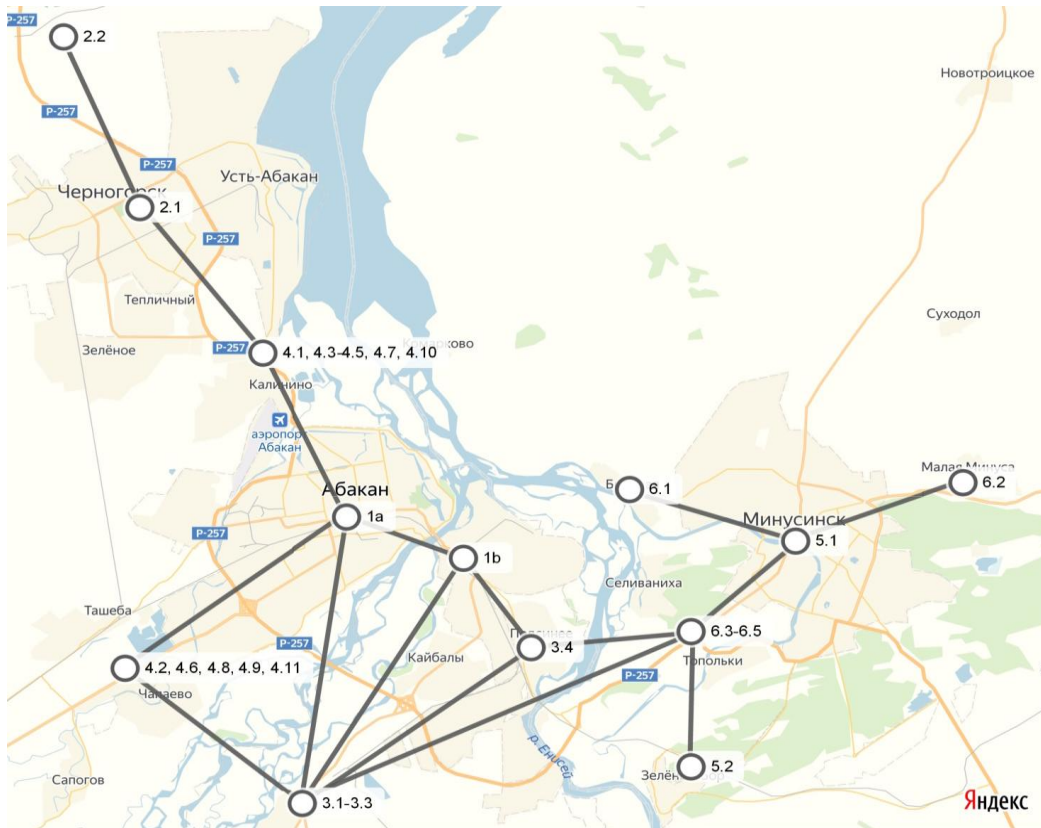 Р-257
2.2
Новотроицкое
Р-257
Р-257
Усть-Абакан
Черногорск
2.1
Р-257
Тепличный
Суходол
Р-257
4.1, 4.3-4.5, 4.7, 4.10
Зелёное
Калинино
аэропорт
Абакан
Малая Минуса
6.2
6.1
Абакан
1a
Минусинск
Р-257
5.1
1b
Селиваниха
Ташеба
6.3-6.5
Р-257
3.4
Кайбалы
Топольки
4.2, 4.6, 4.8, 4.9, 4.11
Р-257
Чапаево
р. Енисей
5.2
Сапогов
3.1-3.3
Яндекс